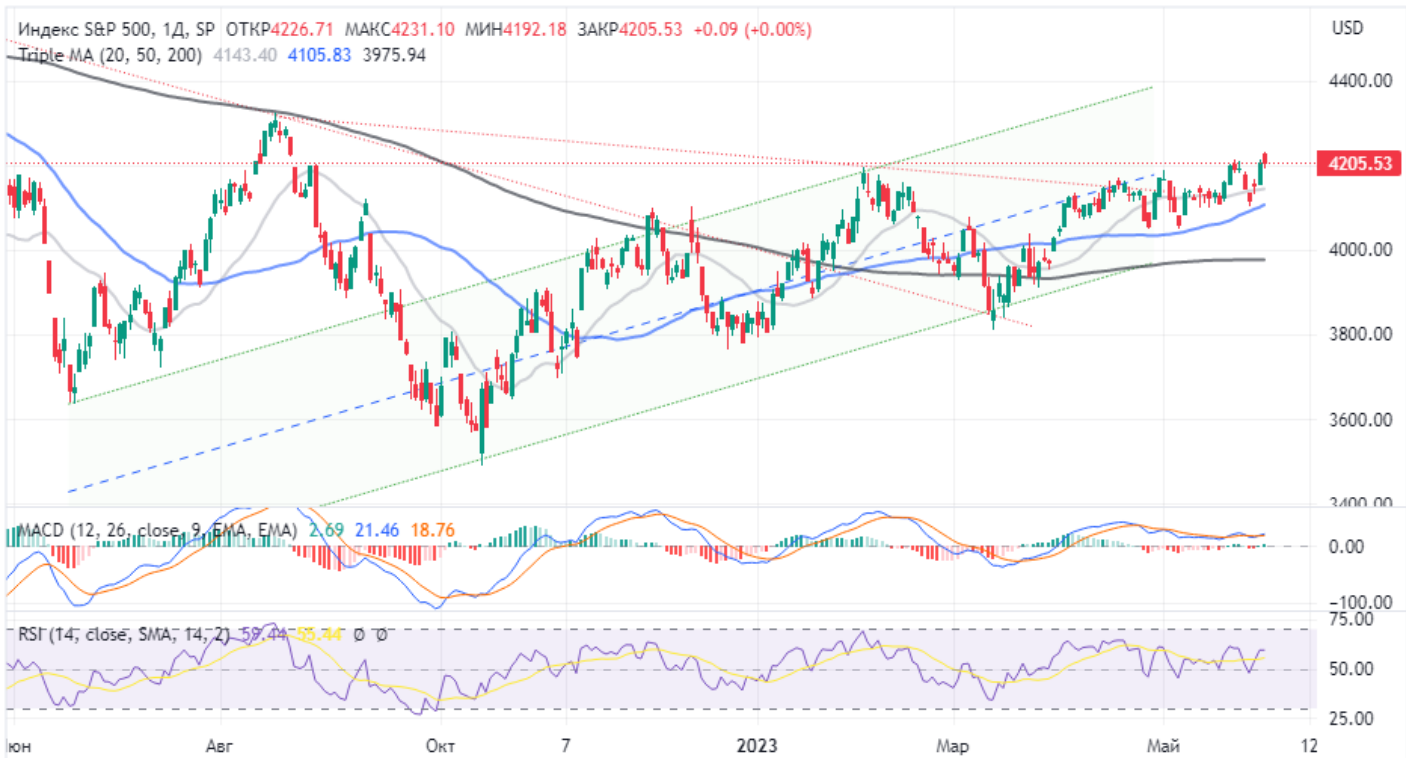 Индекс S&P 500, 1Д, SP ОТКР4226.71 МАКС4231.10 МИН4192.18 ЗАКР4205.53 +0.09 (+0.00%)
USD
Triple MA (20, 50, 200) 4143.40 4105.83 3975.94
4400.00
4205.53
4000.00
3800.00
3600.00
3400.00
MACD (12, 26, close, 9, EMA, EMA) 2.69 21.46 18.76
0.00
−100.00
75.00
RSI (14, close, SMA, 14, 2) 59.44 55.44 Ø Ø
50.00
25.00
юн Авг Окт 7 2023 Мар Май 12